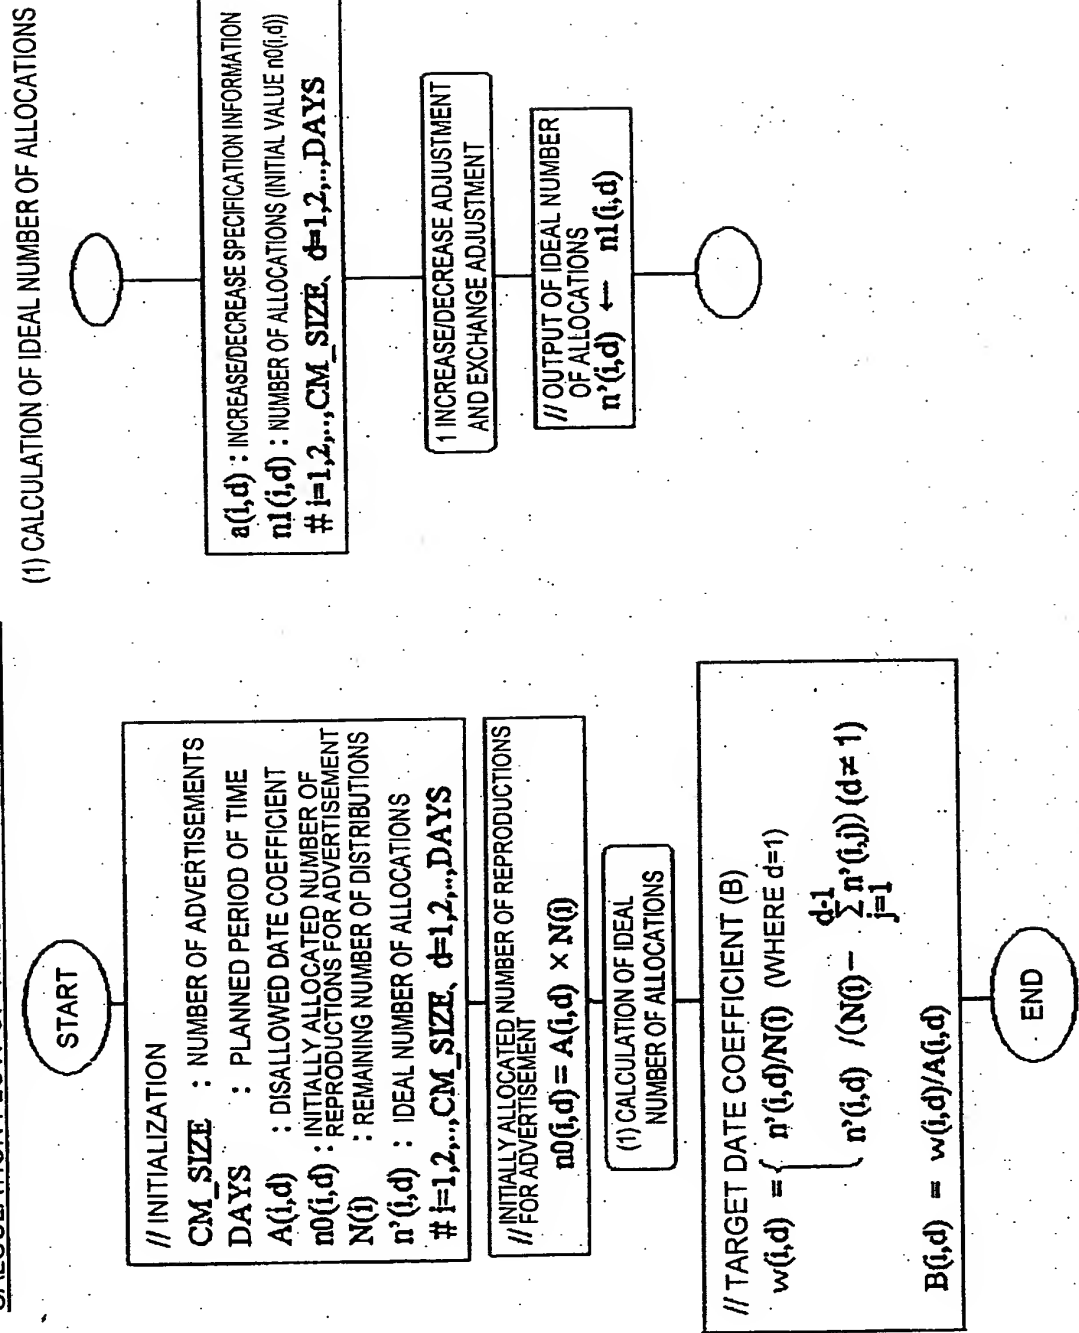 START
// INITIALIZATION
CM_SIZE : NUMBER OF ADVERTISEMENTS
DAYS : PLANNED PERIOD OF TIME
A(i,d) : DISALLOWED DATE COEFFICIENT
n0(i,d) : INITIALLY ALLOCATED NUMBER OF
REPRODUCTIONS FOR ADVERTISEMENT
N(i) : REMAINING NUMBER OF DISTRIBUTIONS
n'(i,d) : IDEAL NUMBER OF ALLOCATIONS
# i=1,2,..,CM_SIZE、d=1,2,..,DAYS
// INITIALLY ALLOCATED NUMBER OF REPRODUCTIONS
// FOR ADVERTISEMENT
n0(i,d) = A(i,d) × N(i)
(1) CALCULATION OF IDEAL
NUMBER OF ALLOCATIONS
// TARGET DATE COEFFICIENT (B)
w(i,d) = { n'(i,d)/N(i) (WHERE d=1)
n'(i,d) /(N(i)− d-1 Σ j=1 n'(i,j)) (d≠1)
B(i,d) = w(i,d)/A(i,d)
END
(1) CALCULATION OF IDEAL NUMBER OF ALLOCATIONS
a(i,d) : INCREASE/DECREASE SPECIFICATION INFORMATION
n1(i,d) : NUMBER OF ALLOCATIONS (INITIAL VALUE n0(i,d))
# i=1,2,..,CM_SIZE、d=1,2,..,DAYS
1 INCREASE/DECREASE ADJUSTMENT
AND EXCHANGE ADJUSTMENT
// OUTPUT OF IDEAL NUMBER
OF ALLOCATIONS
n'(i,d) ← n1(i,d)